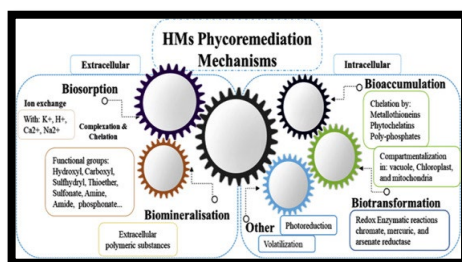 HMs Phycoremediation
Mechanisms
Extracellular
Intracellular
Biosorption
Ion exchange
With: K+, H+,
Ca2+, Na2+
Complexation &
Chelation
Functional groups:
Hydroxyl, Carboxyl,
Sulfhydryl, Thioether,
Sulfonate, Amine,
Amide, phosphonate...
Biomineralisation
Extracellular
polymeric substances
Bioaccumulation
Chelation by:
Metallothioneins
Phytochelatins
Poly-phosphates
Compartmentalization
in: vacuole, Chloroplast,
and mitochondria
Biotransformation
Redox Enzymatic reactions
chromate, mercuric, and
arsenate reductase
Other
Photoreduction
Volatilization